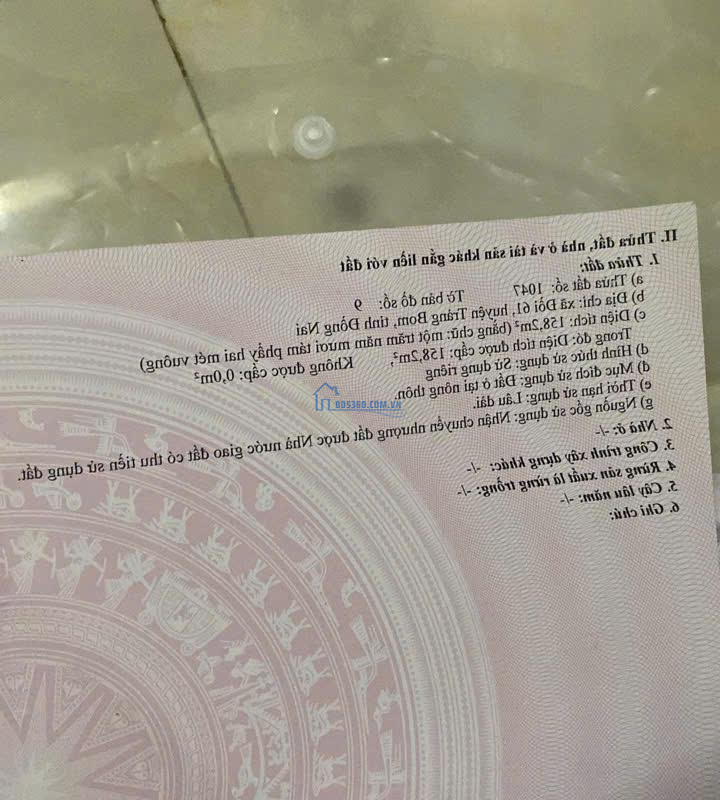 II. Thửa đất, nhà ở và tài sản khác gắn liền với đất
1. Thửa đất:
a) Thửa đất số: 1047 Tờ bản đồ số: 9
b) Địa chỉ: xã Đồi 61, huyện Trảng Bom, tỉnh Đồng Nai
c) Diện tích: 158,2m² (bằng chữ: một trăm năm mươi tám phẩy hai mét vuông)
Trong đó: Diện tích được cấp: 158,2m², Không được cấp: 0,0m²
d) Hình thức sử dụng: Sử dụng riêng
đ) Mục đích sử dụng: Đất ở tại nông thôn.
e) Thời hạn sử dụng: Lâu dài.
g) Nguồn gốc sử dụng: Nhận chuyển nhượng đất được Nhà nước giao đất có thu tiền sử dụng đất.
2. Nhà ở: -/-
3. Công trình xây dựng khác: -/-
4. Rừng sản xuất là rừng trồng: -/-
5. Cây lâu năm: -/-
6. Ghi chú:
BDS360.COM.VN